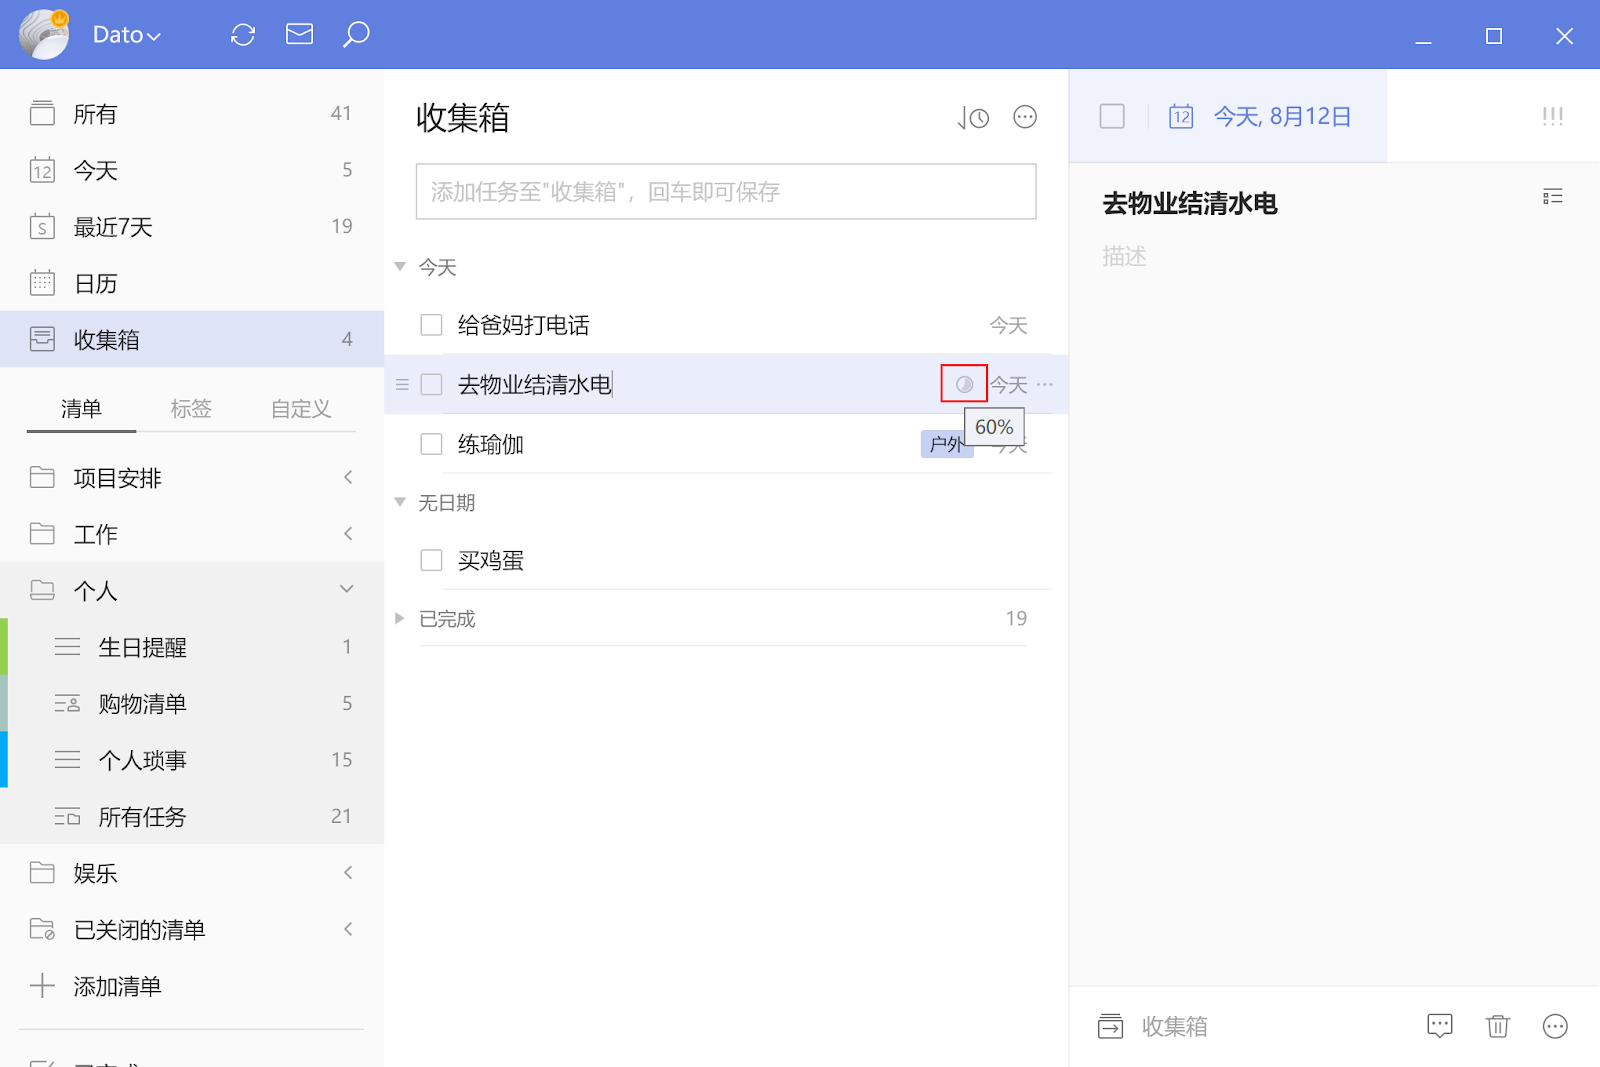 Dato
所有 41
12 今天 5
S 最近7天 19
日历
收集箱 4
清单 标签 自定义
项目安排
工作
个人
生日提醒 1
购物清单 5
个人琐事 15
所有任务 21
娱乐
已关闭的清单
添加清单
收集箱
添加任务至"收集箱"，回车即可保存
今天
给爸妈打电话 今天
去物业结清水电 今天
60%
练瑜伽 户外 今天
无日期
买鸡蛋
已完成 19
12 今天, 8月12日
!!!
去物业结清水电
描述
收集箱